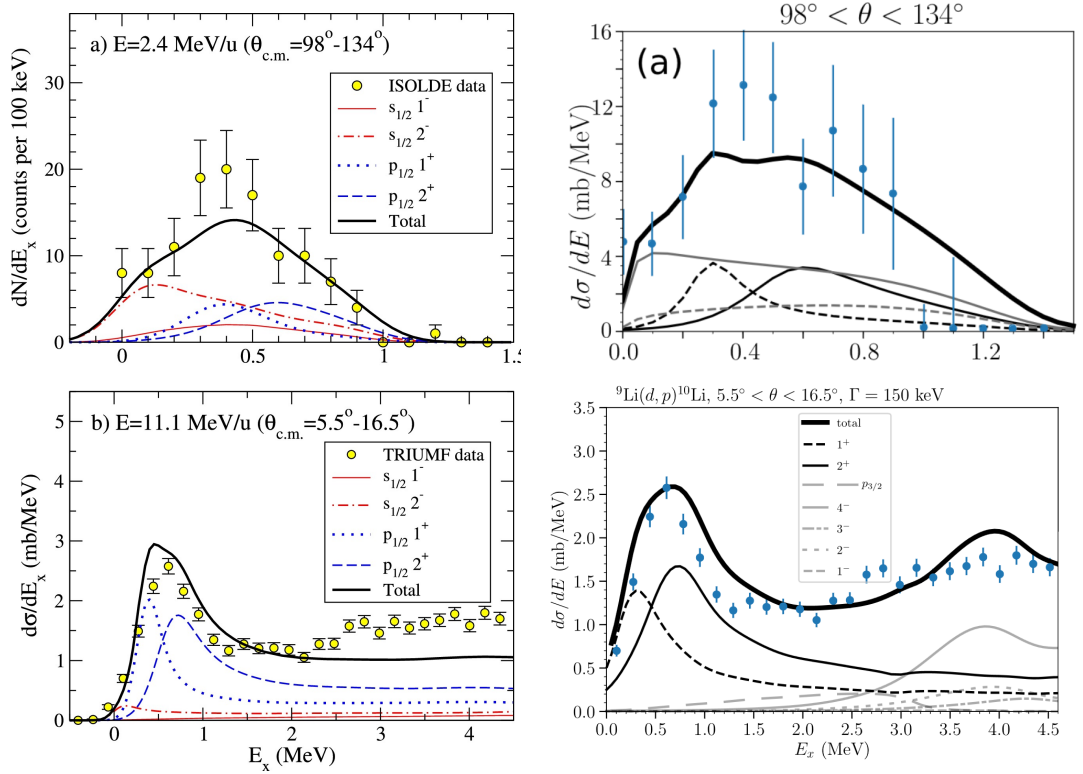 a) E=2.4 MeV/u (θc.m.=98°-134°)
ISOLDE data
s1/2 1-
s1/2 2-
p1/2 1+
p1/2 2+
Total
dN/dEx (counts per 100 keV)
30
20
10
0
0
0.5
1
1.5
98° < θ < 134°
(a)
dσ/dE (mb/MeV)
16
12
8
4
0
0.0
0.4
0.8
1.2
b) E=11.1 MeV/u (θc.m.=5.5°-16.5°)
TRIUMF data
s1/2 1-
s1/2 2-
p1/2 1+
p1/2 2+
Total
dσ/dEx (mb/MeV)
5
4
3
2
1
0
0
1
2
3
4
Ex (MeV)
9Li(d, p)10Li, 5.5° < θ < 16.5°, Γ = 150 keV
total
1+
2+
p3/2
4-
3-
2-
1-
dσ/dE (mb/MeV)
3.5
3.0
2.5
2.0
1.5
1.0
0.5
0.0
0.0
0.5
1.0
1.5
2.0
2.5
3.0
3.5
4.0
4.5
Ex (MeV)